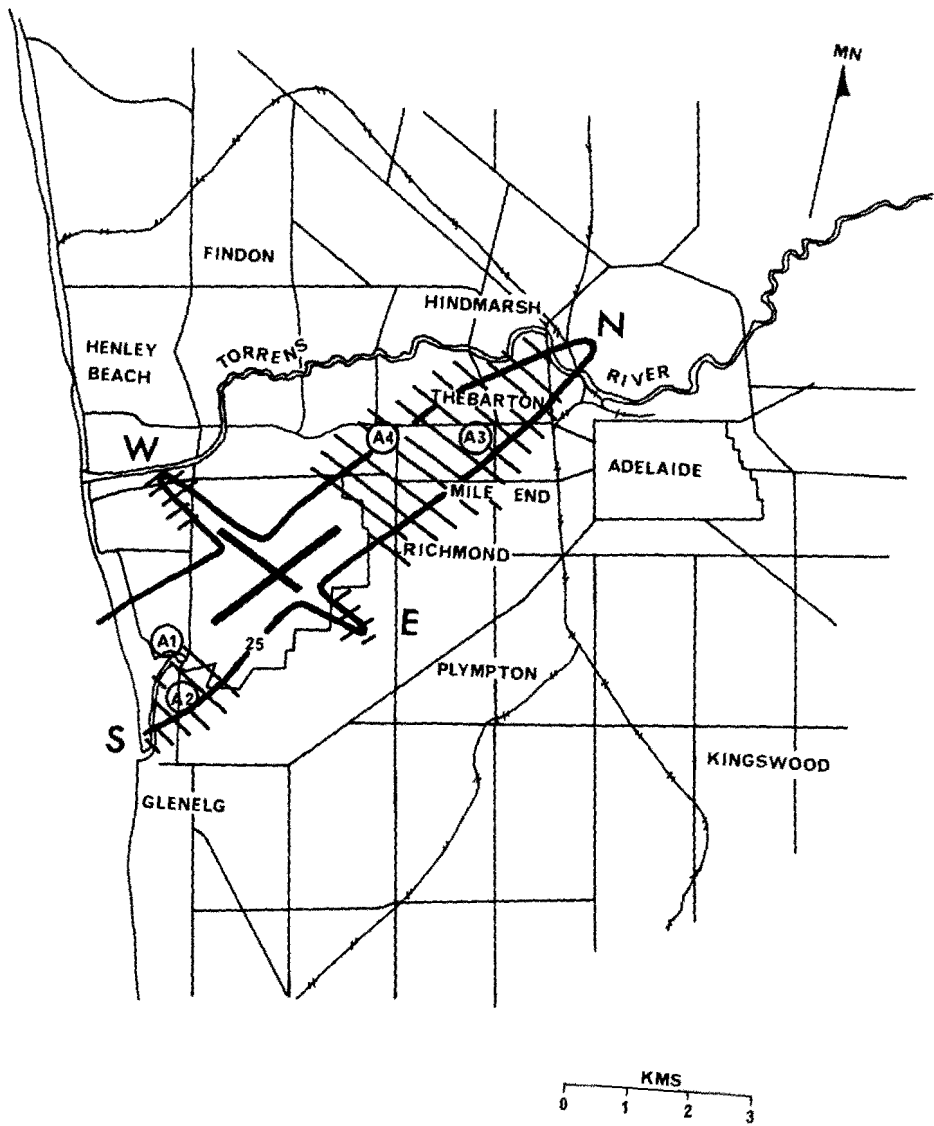 MN
FINDON
HINDMARSH
N
HENLEY
BEACH
TORRENS
RIVER
THEBARTON
W
A4
A3
ADELAIDE
MILE END
RICHMOND
E
A1
25
PLYMPTON
A2
S
KINGSWOOD
GLENELG
KMS
0 1 2 3